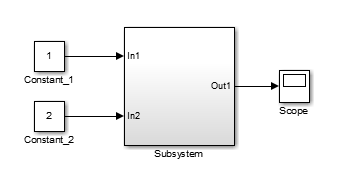 1
Constant_1
2
Constant_2
In1
In2
Out1
Subsystem
Scope